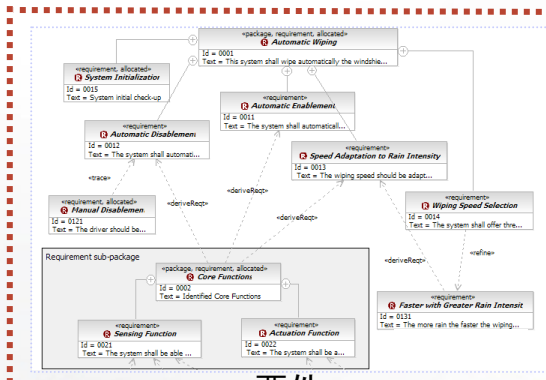 «package, requirement, allocated»
Automatic Wiping
Id = 0001
Text = This system shall wipe automatically the windshie...
«requirement, allocated»
System Initialization
Id = 0015
Text = System initial check-up
«requirement»
Automatic Enablement
Id = 0011
Text = The system shall automaticall...
«requirement»
Automatic Disablemen
Id = 0012
Text = The system shall automati...
«requirement»
Speed Adaptation to Rain Intensity
Id = 0013
Text = The wiping speed should be adapt...
«trace»
«requirement, allocated»
Manual Disablemen
Id = 0121
Text = The driver should be...
«deriveReqt»
«deriveReqt»
«deriveReqt»
«requirement»
Wiping Speed Selection
Id = 0014
Text = The system shall offer thre...
«deriveReqt»
«refine»
Requirement sub-package
«package, requirement, allocated»
Core Functions
Id = 0002
Text = Identified Core Functions
«requirement»
Faster with Greater Rain Intensit
Id = 0131
Text = The more rain the faster the wiping...
«requirement»
Sensing Function
Id = 0021
Text = The system shall be able ...
«requirement»
Actuation Function
Id = 0022
Text = The system shall be a...